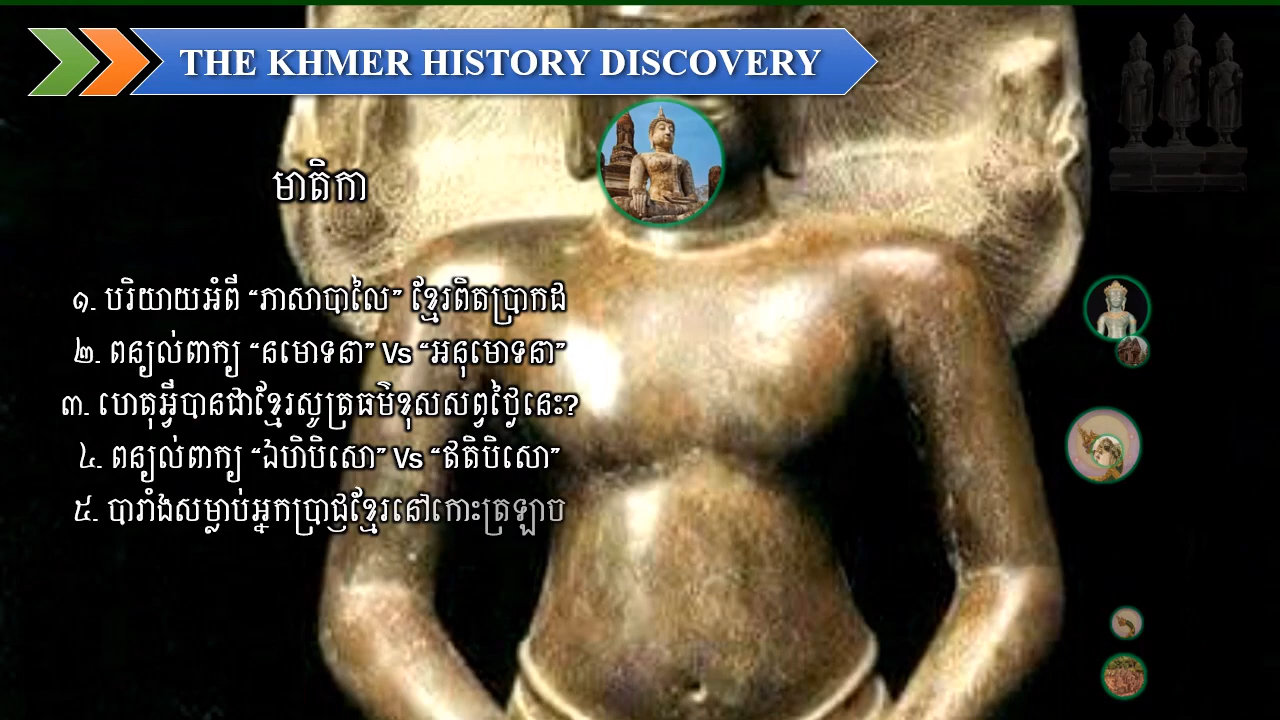 THE KHMER HISTORY DISCOVERY
មាតិកា
១. បរិយាយអំពី “ភាសាបាលៃ” ខ្មែរពិតប្រាកដ
២. ពន្យល់ពាក្យ “នមោទនា” Vs “អនុមោទនា”
៣. ហេតុអ្វីបានជាខ្មែរសូត្រធម៌ខុសសព្វថ្ងៃនេះ?
៤. ពន្យល់ពាក្យ “ឯហិបិសោ” Vs “ឥតិបិសោ”
៥. បារាំងសម្លាប់អ្នកប្រាជ្ញខ្មែរនៅកោះត្រឡាច